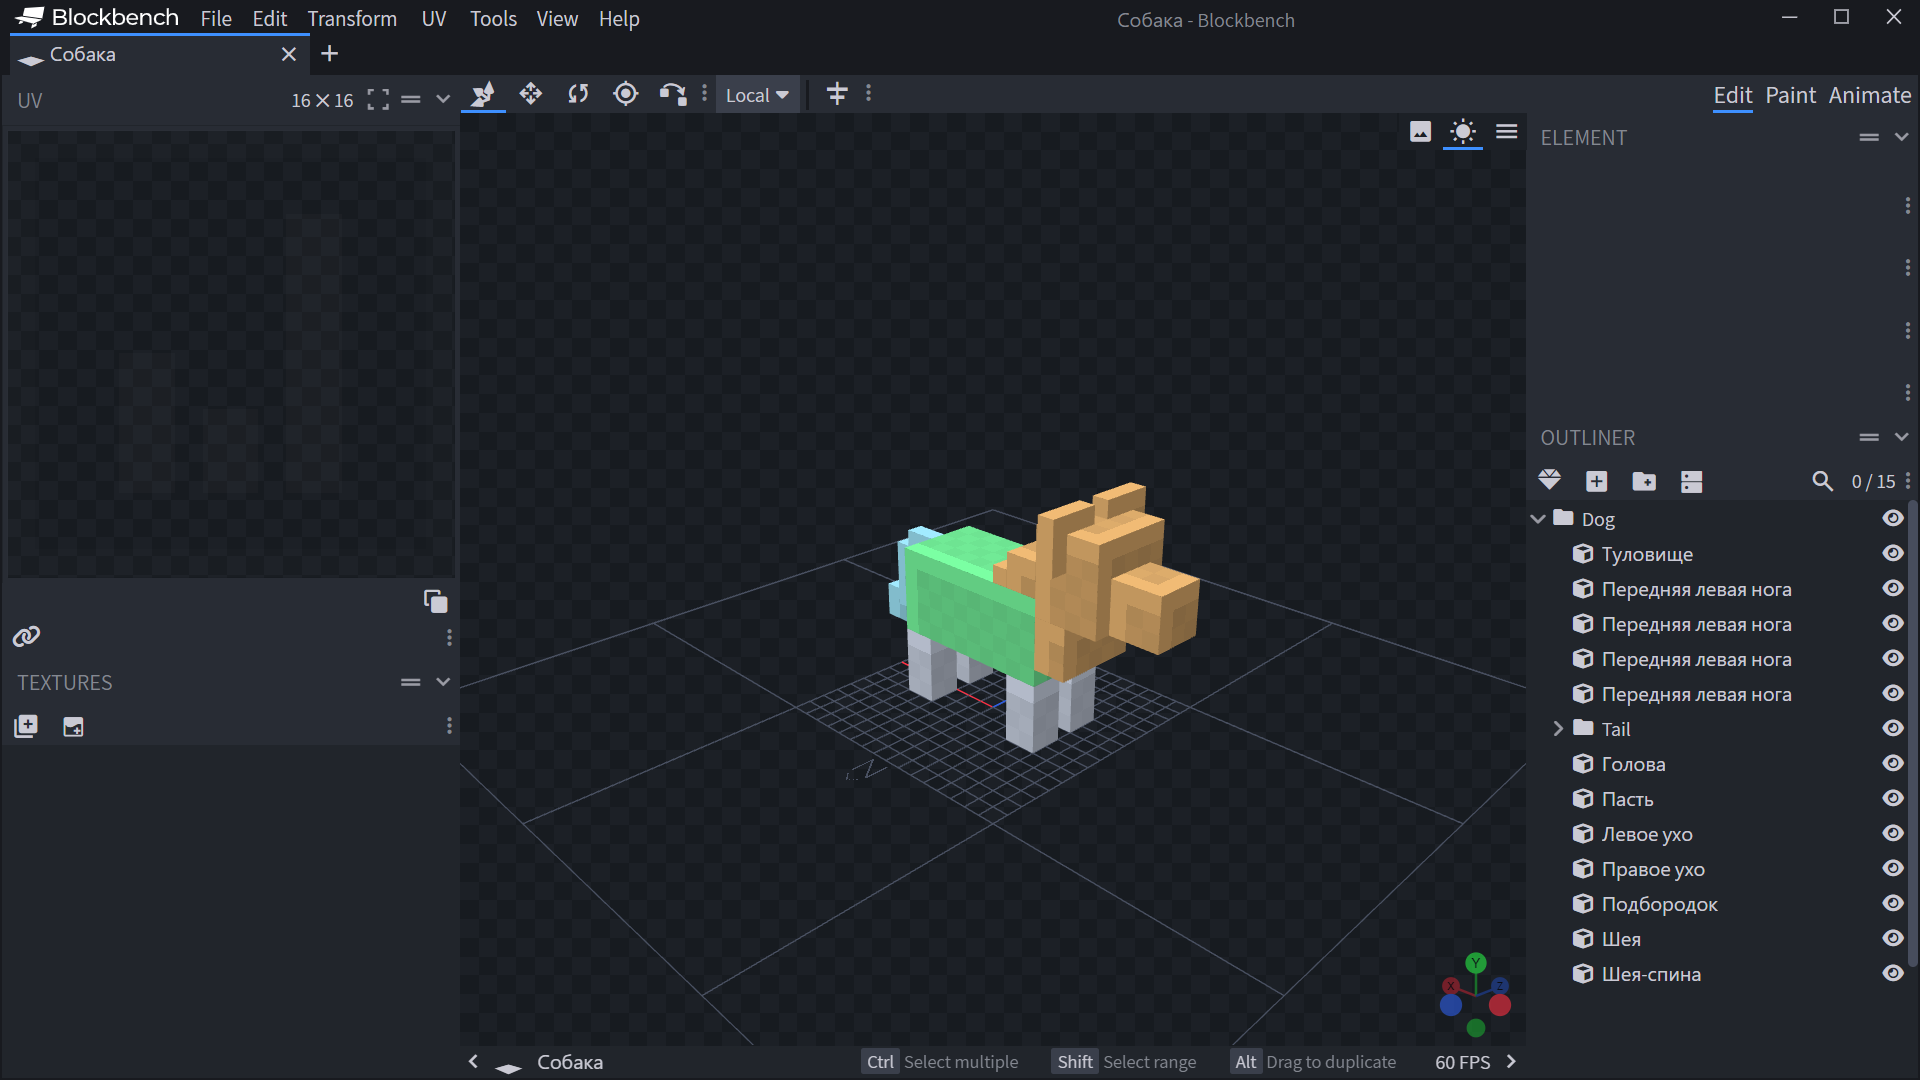 Blockbench File Edit Transform UV Tools View Help Собака - Blockbench
Собака
UV 16×16 Local Edit Paint Animate
ELEMENT
OUTLINER
0 / 15
Dog
Туловище
Передняя левая нога
Передняя левая нога
Передняя левая нога
Передняя левая нога
Tail
Голова
Пасть
Левое ухо
Правое ухо
Подбородок
Шея
Шея-спина
TEXTURES
Y
X Z
Собака Ctrl Select multiple Shift Select range Alt Drag to duplicate 60 FPS